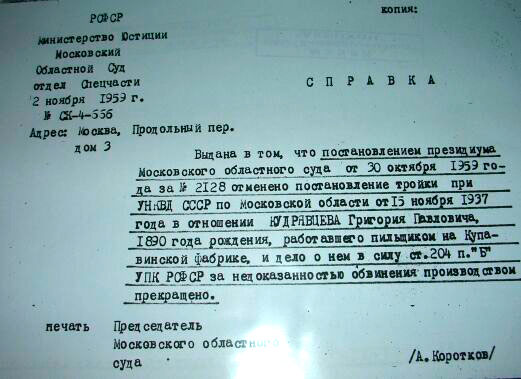 РСФСР
копия:
Министерство Юстиции
Московский
Областной Суд
отдел Спецчасти
2 ноября 1959 г.
№ СК-4-556
СПРАВКА
Адрес: Москва, Продольный пер.
дом 3
Выдана в том, что постановлением президиума
Московского областного суда от 30 октября 1959 го-
да за № 2128 отменено постановление тройки при
УНКВД СССР по Московской области от 15 ноября 1937
года в отношении КУДРЯВЦЕВА Григория Павловича,
1890 года рождения, работавшего пильщиком на Купа-
винской фабрике, и дело о нем в силу ст.204 п."Б"
УПК РСФСР за недоказанностью обвинения производством
прекращено.
печать Председатель
Московского областного
суда /А.Коротков/